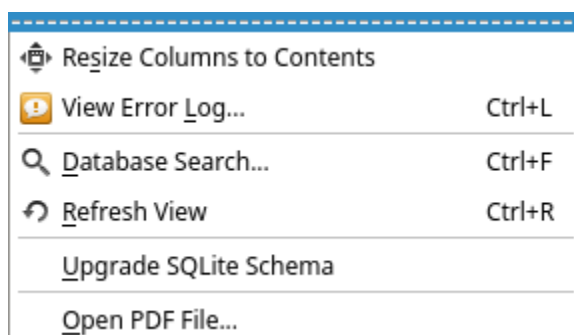 Resize Columns to Contents
View Error Log... Ctrl+L
Database Search... Ctrl+F
Refresh View Ctrl+R
Upgrade SQLite Schema
Open PDF File...